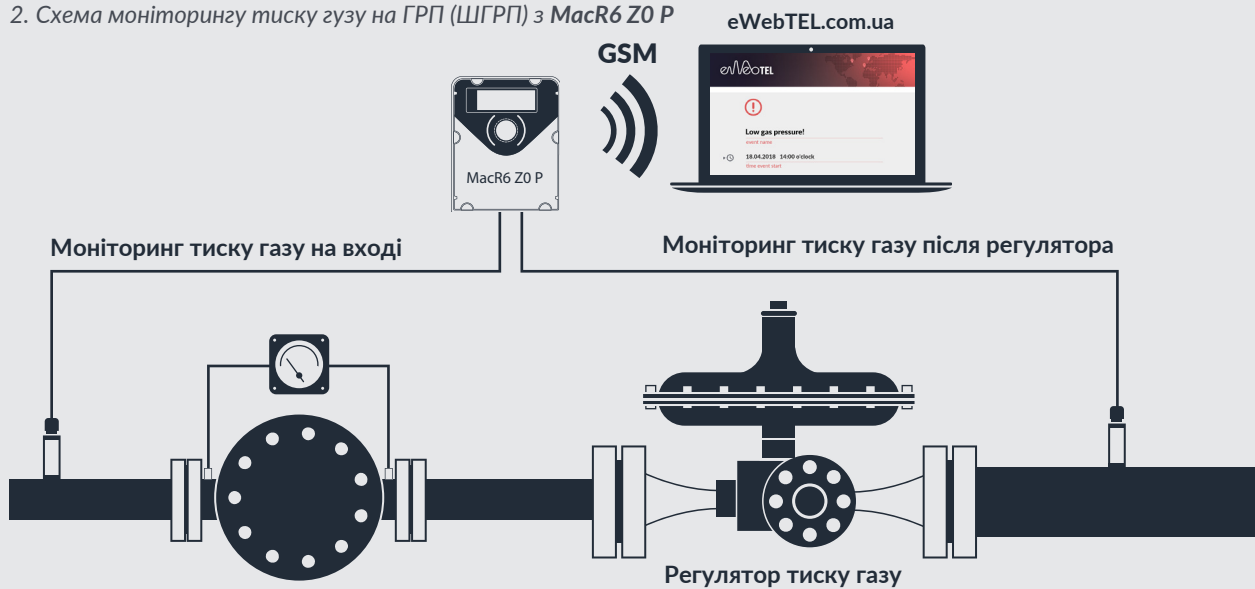 2. Схема моніторингу тиску гузу на ГРП (ШГРП) з MacR6 Z0 P
eWebTEL.com.ua
GSM
eWebTEL
Low gas pressure!
event name
18.04.2018 14:00 o'clock
time event start
MacR6 Z0 P
Моніторинг тиску газу на вході
Моніторинг тиску газу після регулятора
Регулятор тиску газу